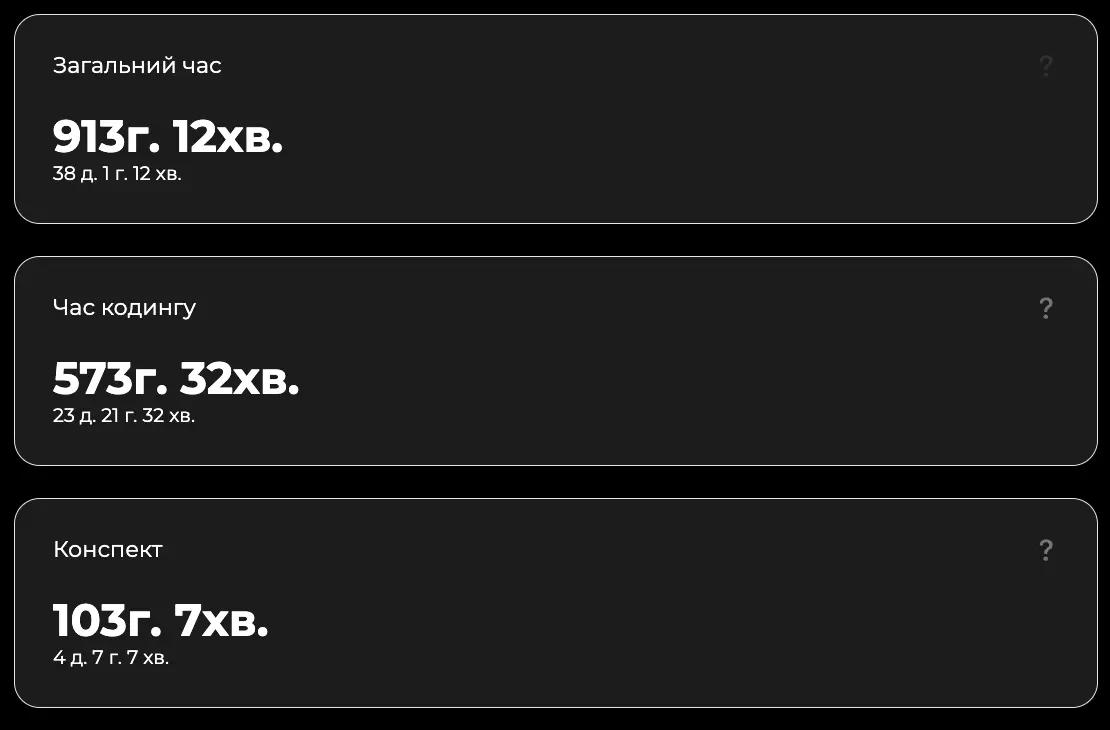 Загальний час
?
913г. 12хв.
38 д. 1 г. 12 хв.
Час кодингу
?
573г. 32хв.
23 д. 21 г. 32 хв.
Конспект
?
103г. 7хв.
4 д. 7 г. 7 хв.